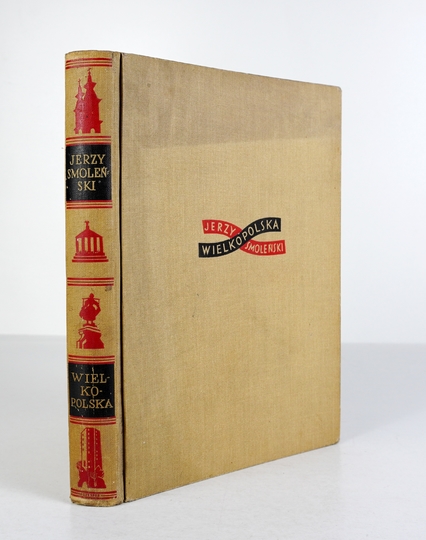 JERZY
SMOLEŃ-
SKI
WIEL-
KO-
POLSKA
JERZY
WIELKOPOLSKA
SMOLEŃSKI